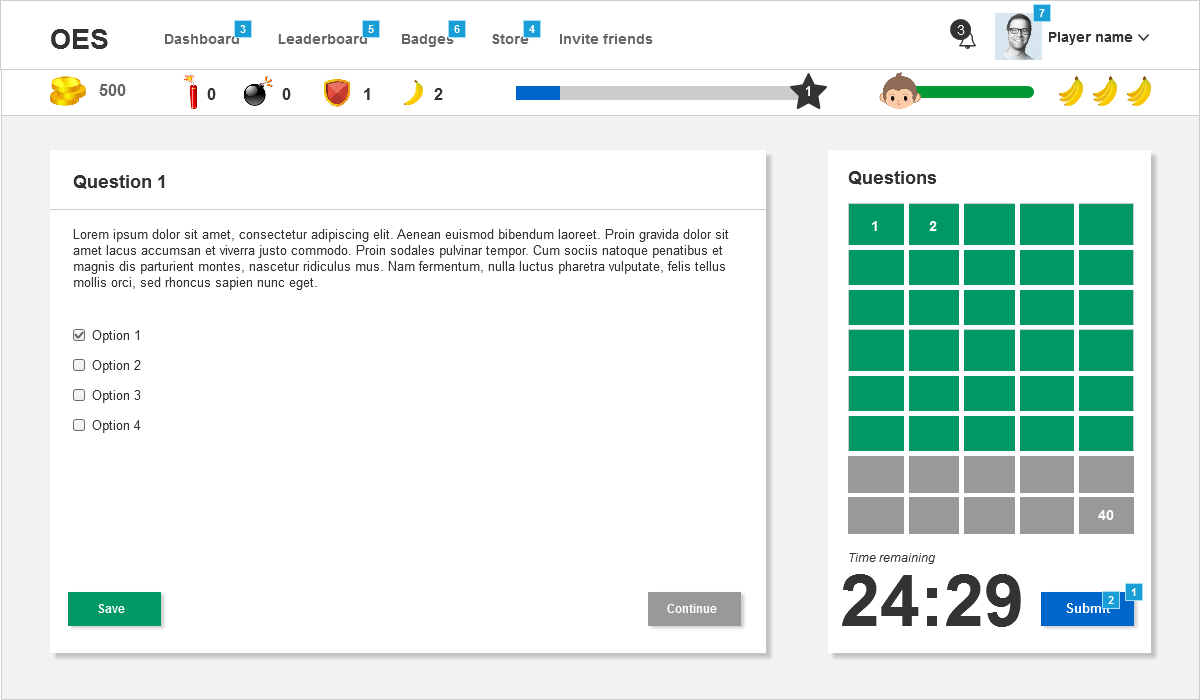 OES
Dashboard 3
Leaderboard 5
Badges 6
Store 4
Invite friends
3
7
Player name
500
0
0
1
2
1
Question 1
Lorem ipsum dolor sit amet, consectetur adipiscing elit. Aenean euismod bibendum laoreet. Proin gravida dolor sit
amet lacus accumsan et viverra justo commodo. Proin sodales pulvinar tempor. Cum sociis natoque penatibus et
magnis dis parturient montes, nascetur ridiculus mus. Nam fermentum, nulla luctus pharetra vulputate, felis tellus
mollis orci, sed rhoncus sapien nunc eget.
Option 1
Option 2
Option 3
Option 4
Save
Continue
Questions
1 2
40
Time remaining
24:29
Submit 2 1